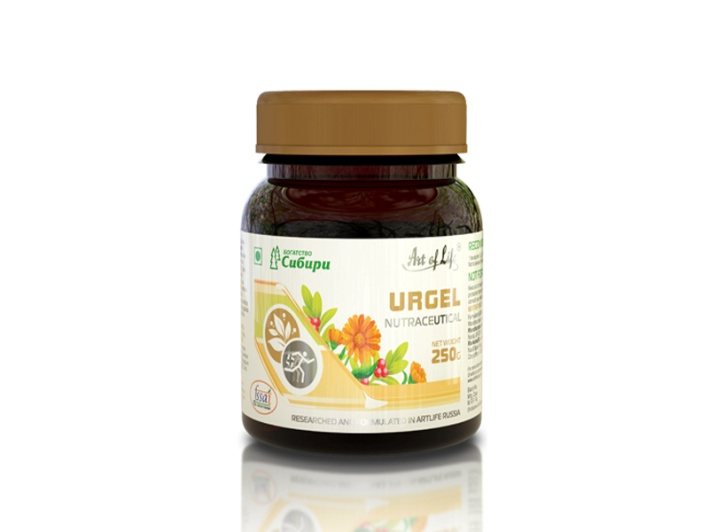 БОГАТСТВО
Сибири
Art of Life®
URGEL
NUTRACEUTICAL
NET WEIGHT
250G
fssai
RESEARCHED AND FORMULATED IN ARTLIFE RUSSIA